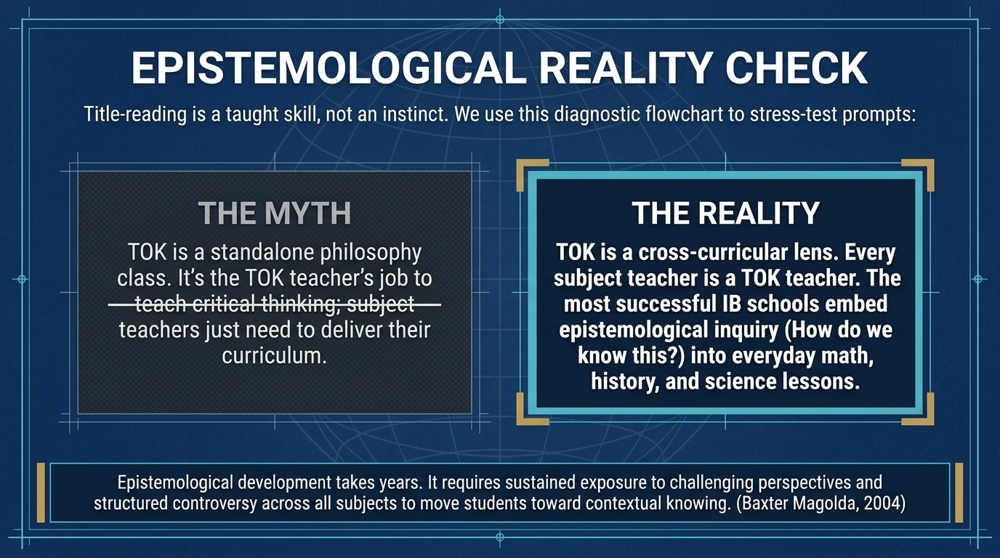 EPISTEMOLOGICAL REALITY CHECK
Title-reading is a taught skill, not an instinct. We use this diagnostic flowchart to stress-test prompts:
THE MYTH
TOK is a standalone philosophy
class. It’s the TOK teacher’s job to
teach critical thinking; subject
teachers just need to deliver their
curriculum.
THE REALITY
TOK is a cross-curricular lens. Every
subject teacher is a TOK teacher. The
most successful IB schools embed
epistemological inquiry (How do we
know this?) into everyday math,
history, and science lessons.
Epistemological development takes years. It requires sustained exposure to challenging perspectives and
structured controversy across all subjects to move students toward contextual knowing. (Baxter Magolda, 2004)